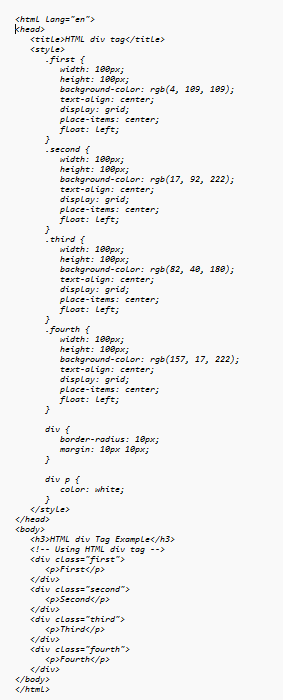 <html lang="en">
<head>
<title>HTML div tag</title>
<style>
.first {
width: 100px;
height: 100px;
background-color: rgb(4, 109, 109);
text-align: center;
display: grid;
place-items: center;
float: left;
}
.second {
width: 100px;
height: 100px;
background-color: rgb(17, 92, 222);
text-align: center;
display: grid;
place-items: center;
float: left;
}
.third {
width: 100px;
height: 100px;
background-color: rgb(82, 40, 180);
text-align: center;
display: grid;
place-items: center;
float: left;
}
.fourth {
width: 100px;
height: 100px;
background-color: rgb(157, 17, 222);
text-align: center;
display: grid;
place-items: center;
float: left;
}
div {
border-radius: 10px;
margin: 10px 10px;
}
div p {
color: white;
}
</style>
</head>
<body>
<h3>HTML div Tag Example</h3>
<!-- Using HTML div tag -->
<div class="first">
<p>First</p>
</div>
<div class="second">
<p>Second</p>
</div>
<div class="third">
<p>Third</p>
</div>
<div class="fourth">
<p>Fourth</p>
</div>
</body>
</html>